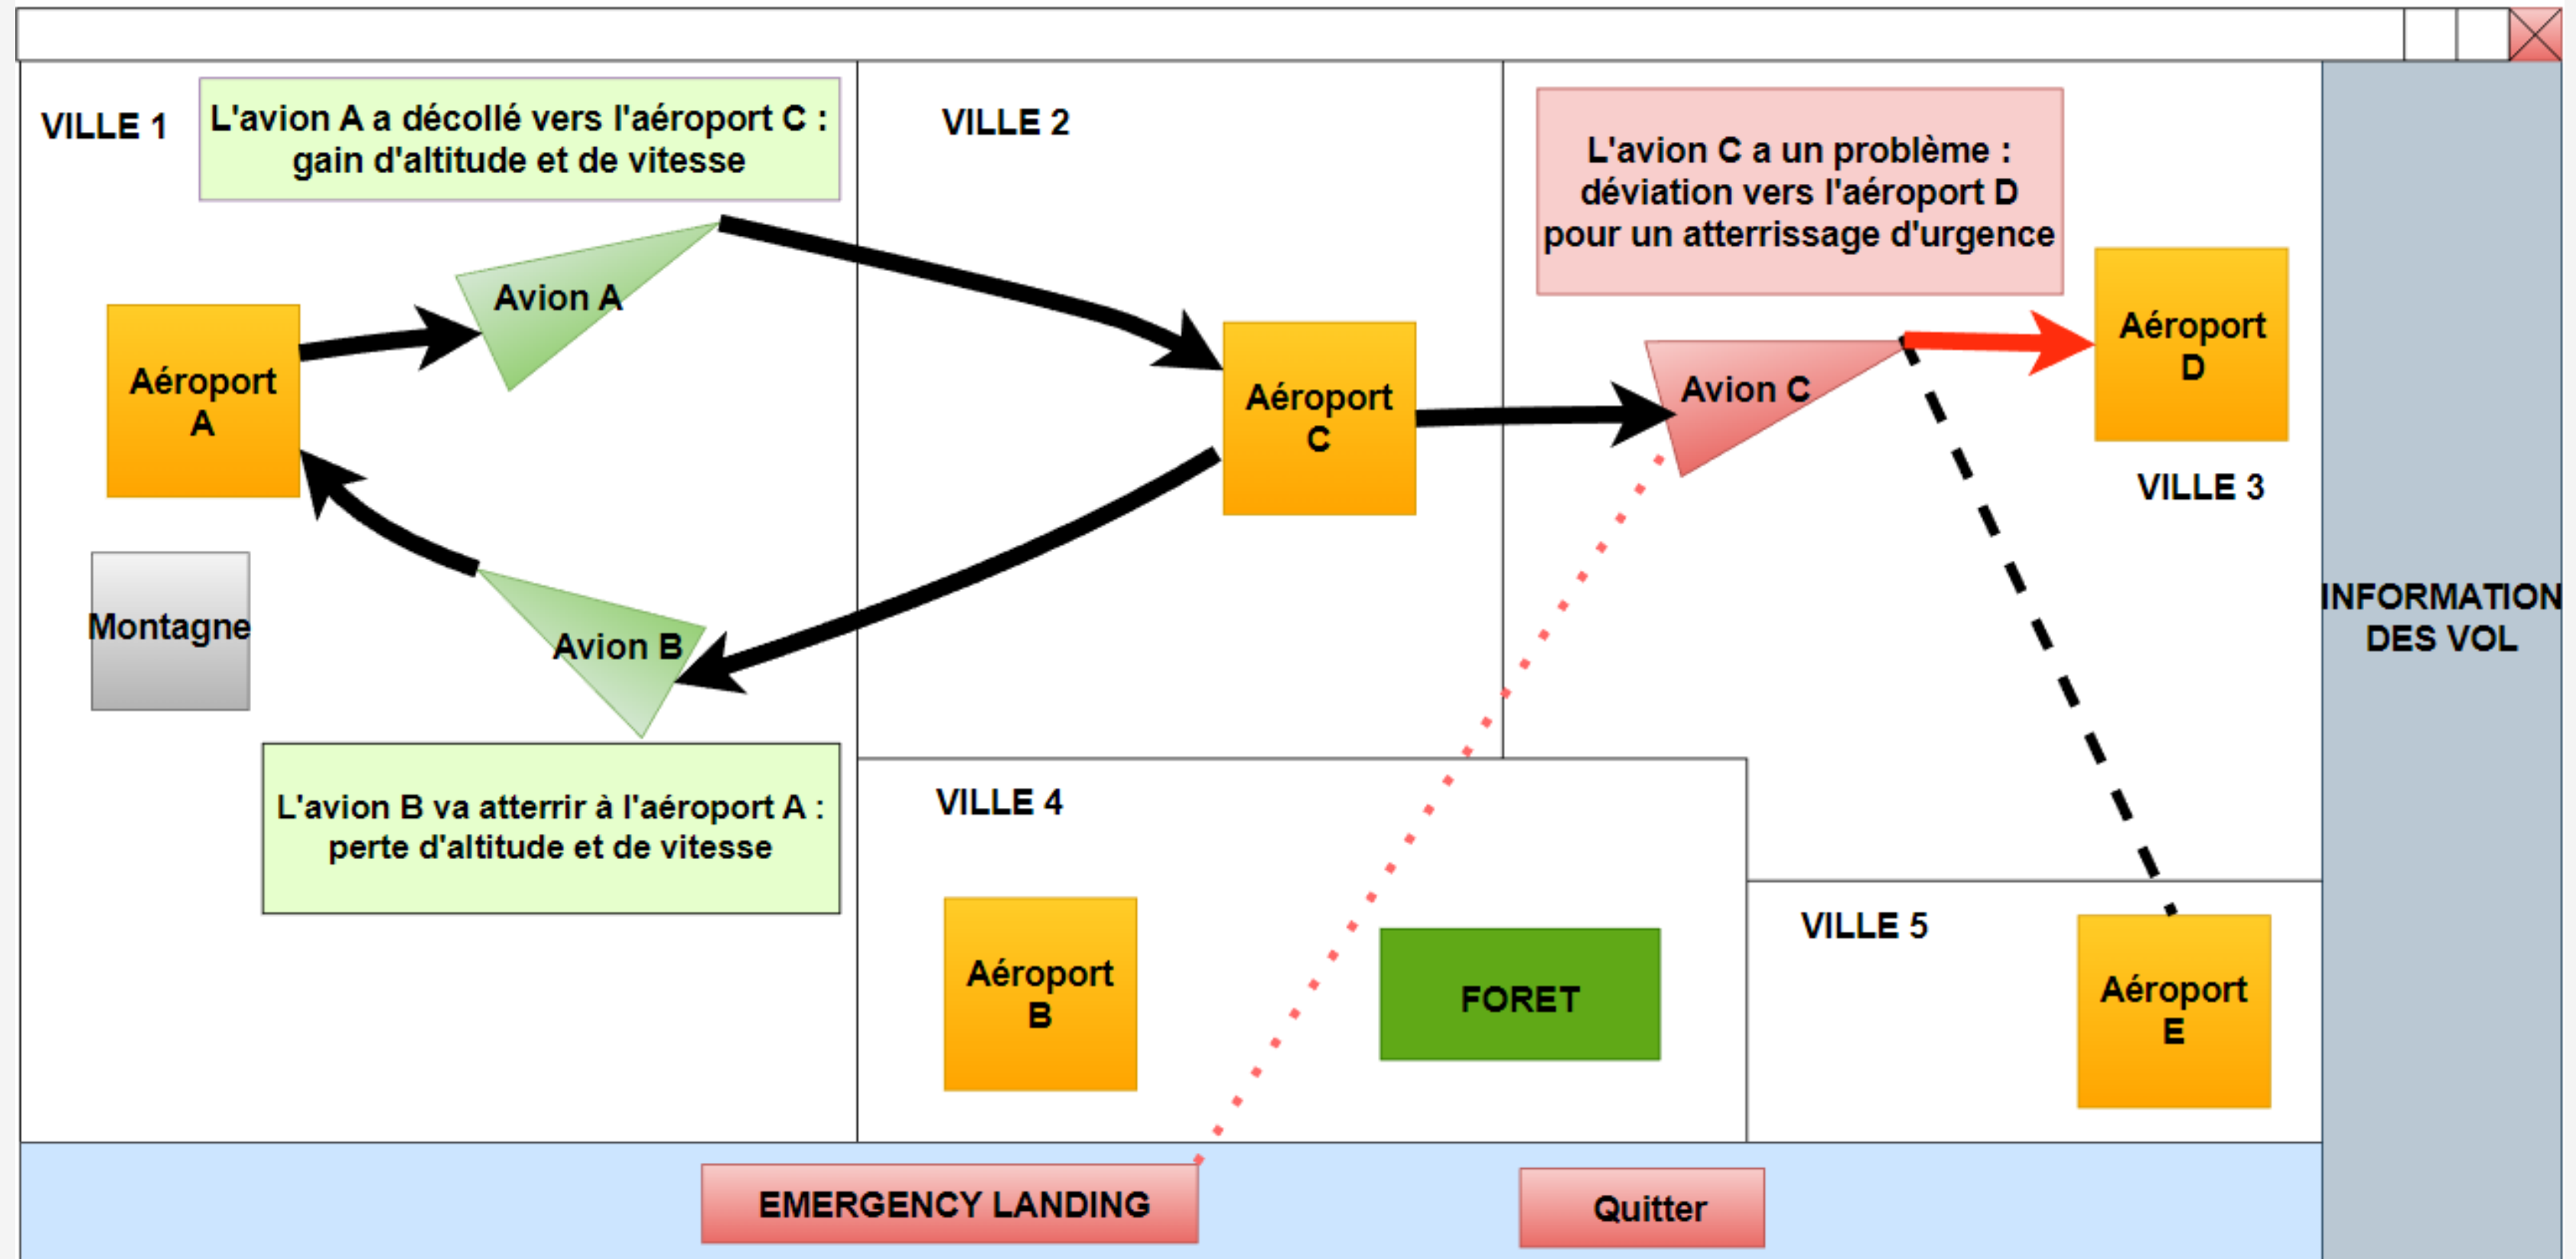 VILLE 1
L'avion A a décollé vers l'aéroport C :
gain d'altitude et de vitesse
VILLE 2
L'avion C a un problème :
déviation vers l'aéroport D
pour un atterrissage d'urgence
Avion A
Aéroport
A
Aéroport
C
Avion C
Aéroport
D
VILLE 3
Montagne
Avion B
INFORMATION
DES VOL
L'avion B va atterrir à l'aéroport A :
perte d'altitude et de vitesse
VILLE 4
Aéroport
B
FORET
VILLE 5
Aéroport
E
EMERGENCY LANDING
Quitter